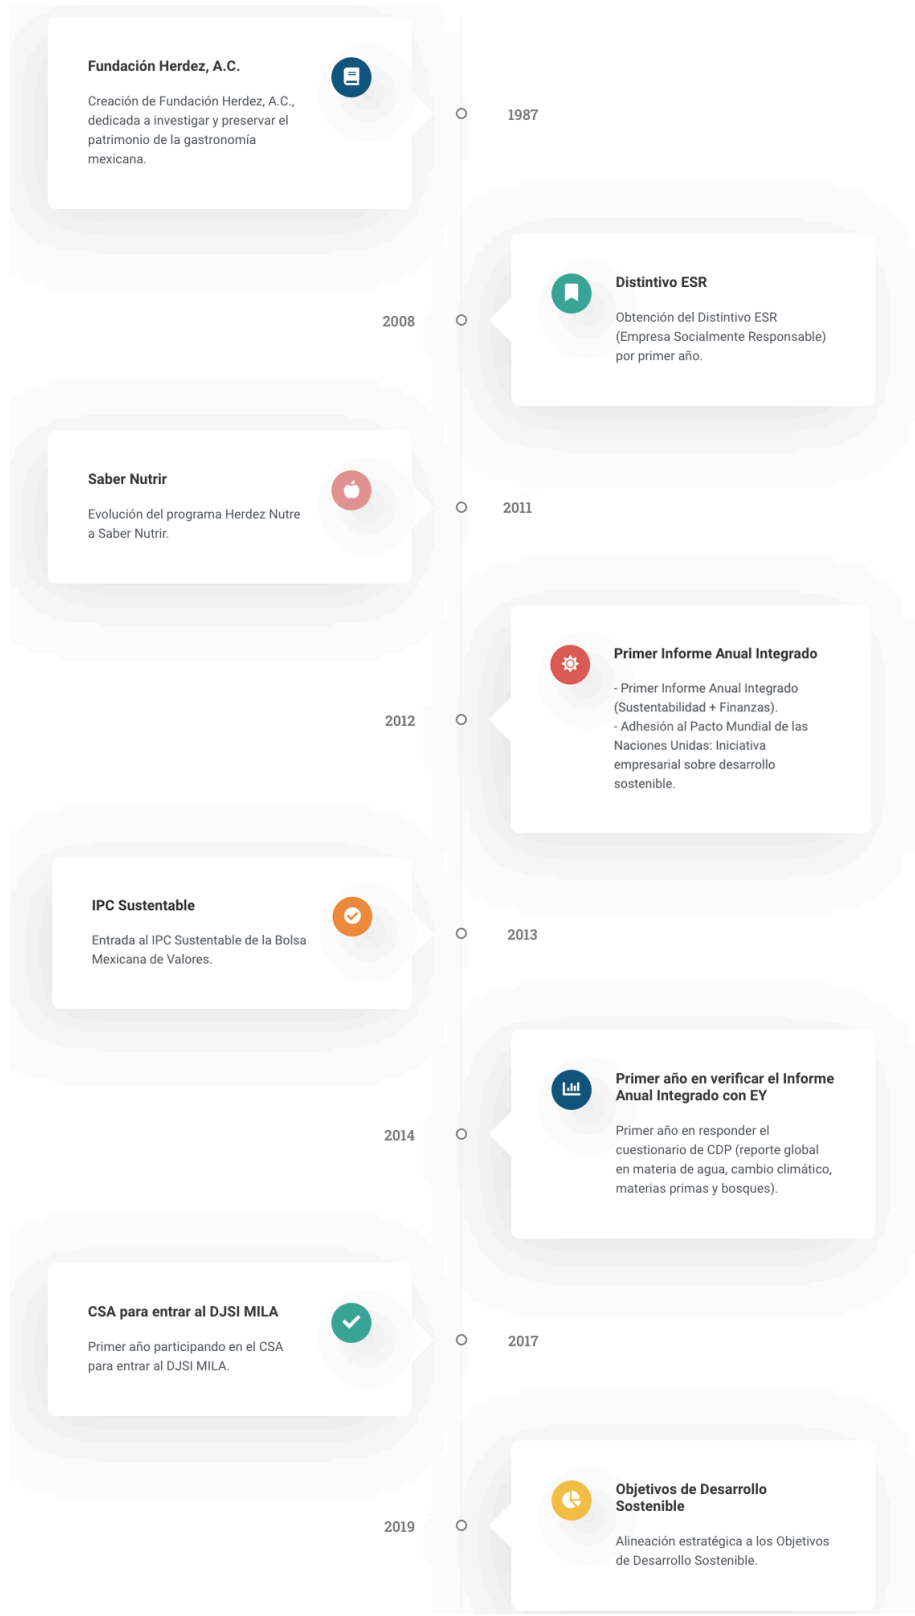 Fundación Herdez, A.C.
Creación de Fundación Herdez, A.C.,
dedicada a investigar y preservar el
patrimonio de la gastronomía
mexicana.
1987
Distintivo ESR
Obtención del Distintivo ESR
(Empresa Socialmente Responsable)
por primer año.
2008
Saber Nutrir
Evolución del programa Herdez Nutre
a Saber Nutrir.
2011
Primer Informe Anual Integrado
- Primer Informe Anual Integrado
(Sustentabilidad + Finanzas).
- Adhesión al Pacto Mundial de las
Naciones Unidas: Iniciativa
empresarial sobre desarrollo
sostenible.
2012
IPC Sustentable
Entrada al IPC Sustentable de la Bolsa
Mexicana de Valores.
2013
Primer año en verificar el Informe
Anual Integrado con EY
Primer año en responder el
cuestionario de CDP (reporte global
en materia de agua, cambio climático,
materias primas y bosques).
2014
CSA para entrar al DJSI MILA
Primer año participando en el CSA
para entrar al DJSI MILA.
2017
Objetivos de Desarrollo
Sostenible
Alineación estratégica a los Objetivos
de Desarrollo Sostenible.
2019